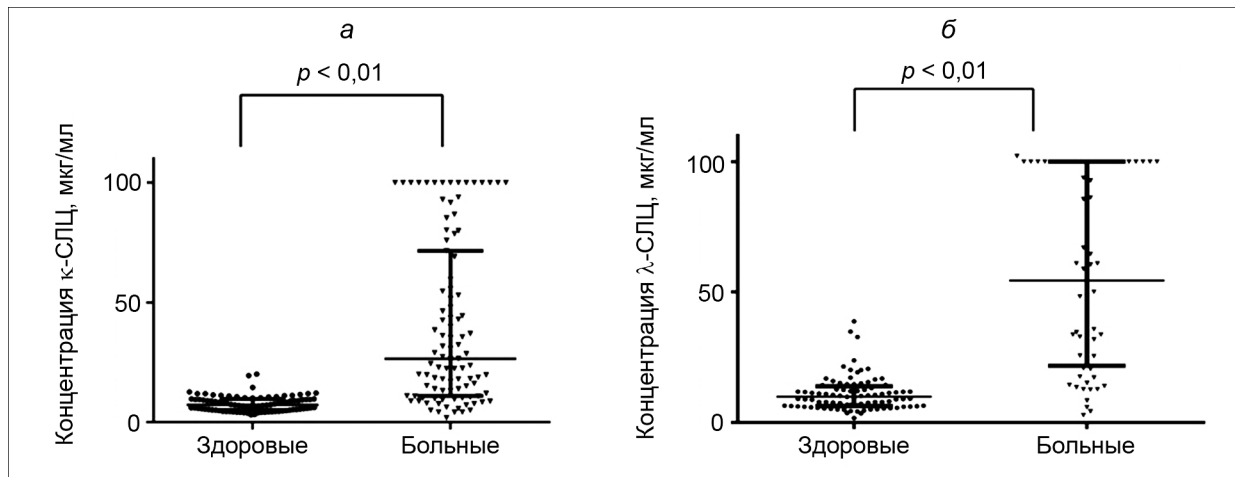 а
p < 0,01
Концентрация κ-СЛЦ, мкг/мл
100
50
0
Здоровые
Больные
б
p < 0,01
Концентрация λ-СЛЦ, мкг/мл
100
50
0
Здоровые
Больные